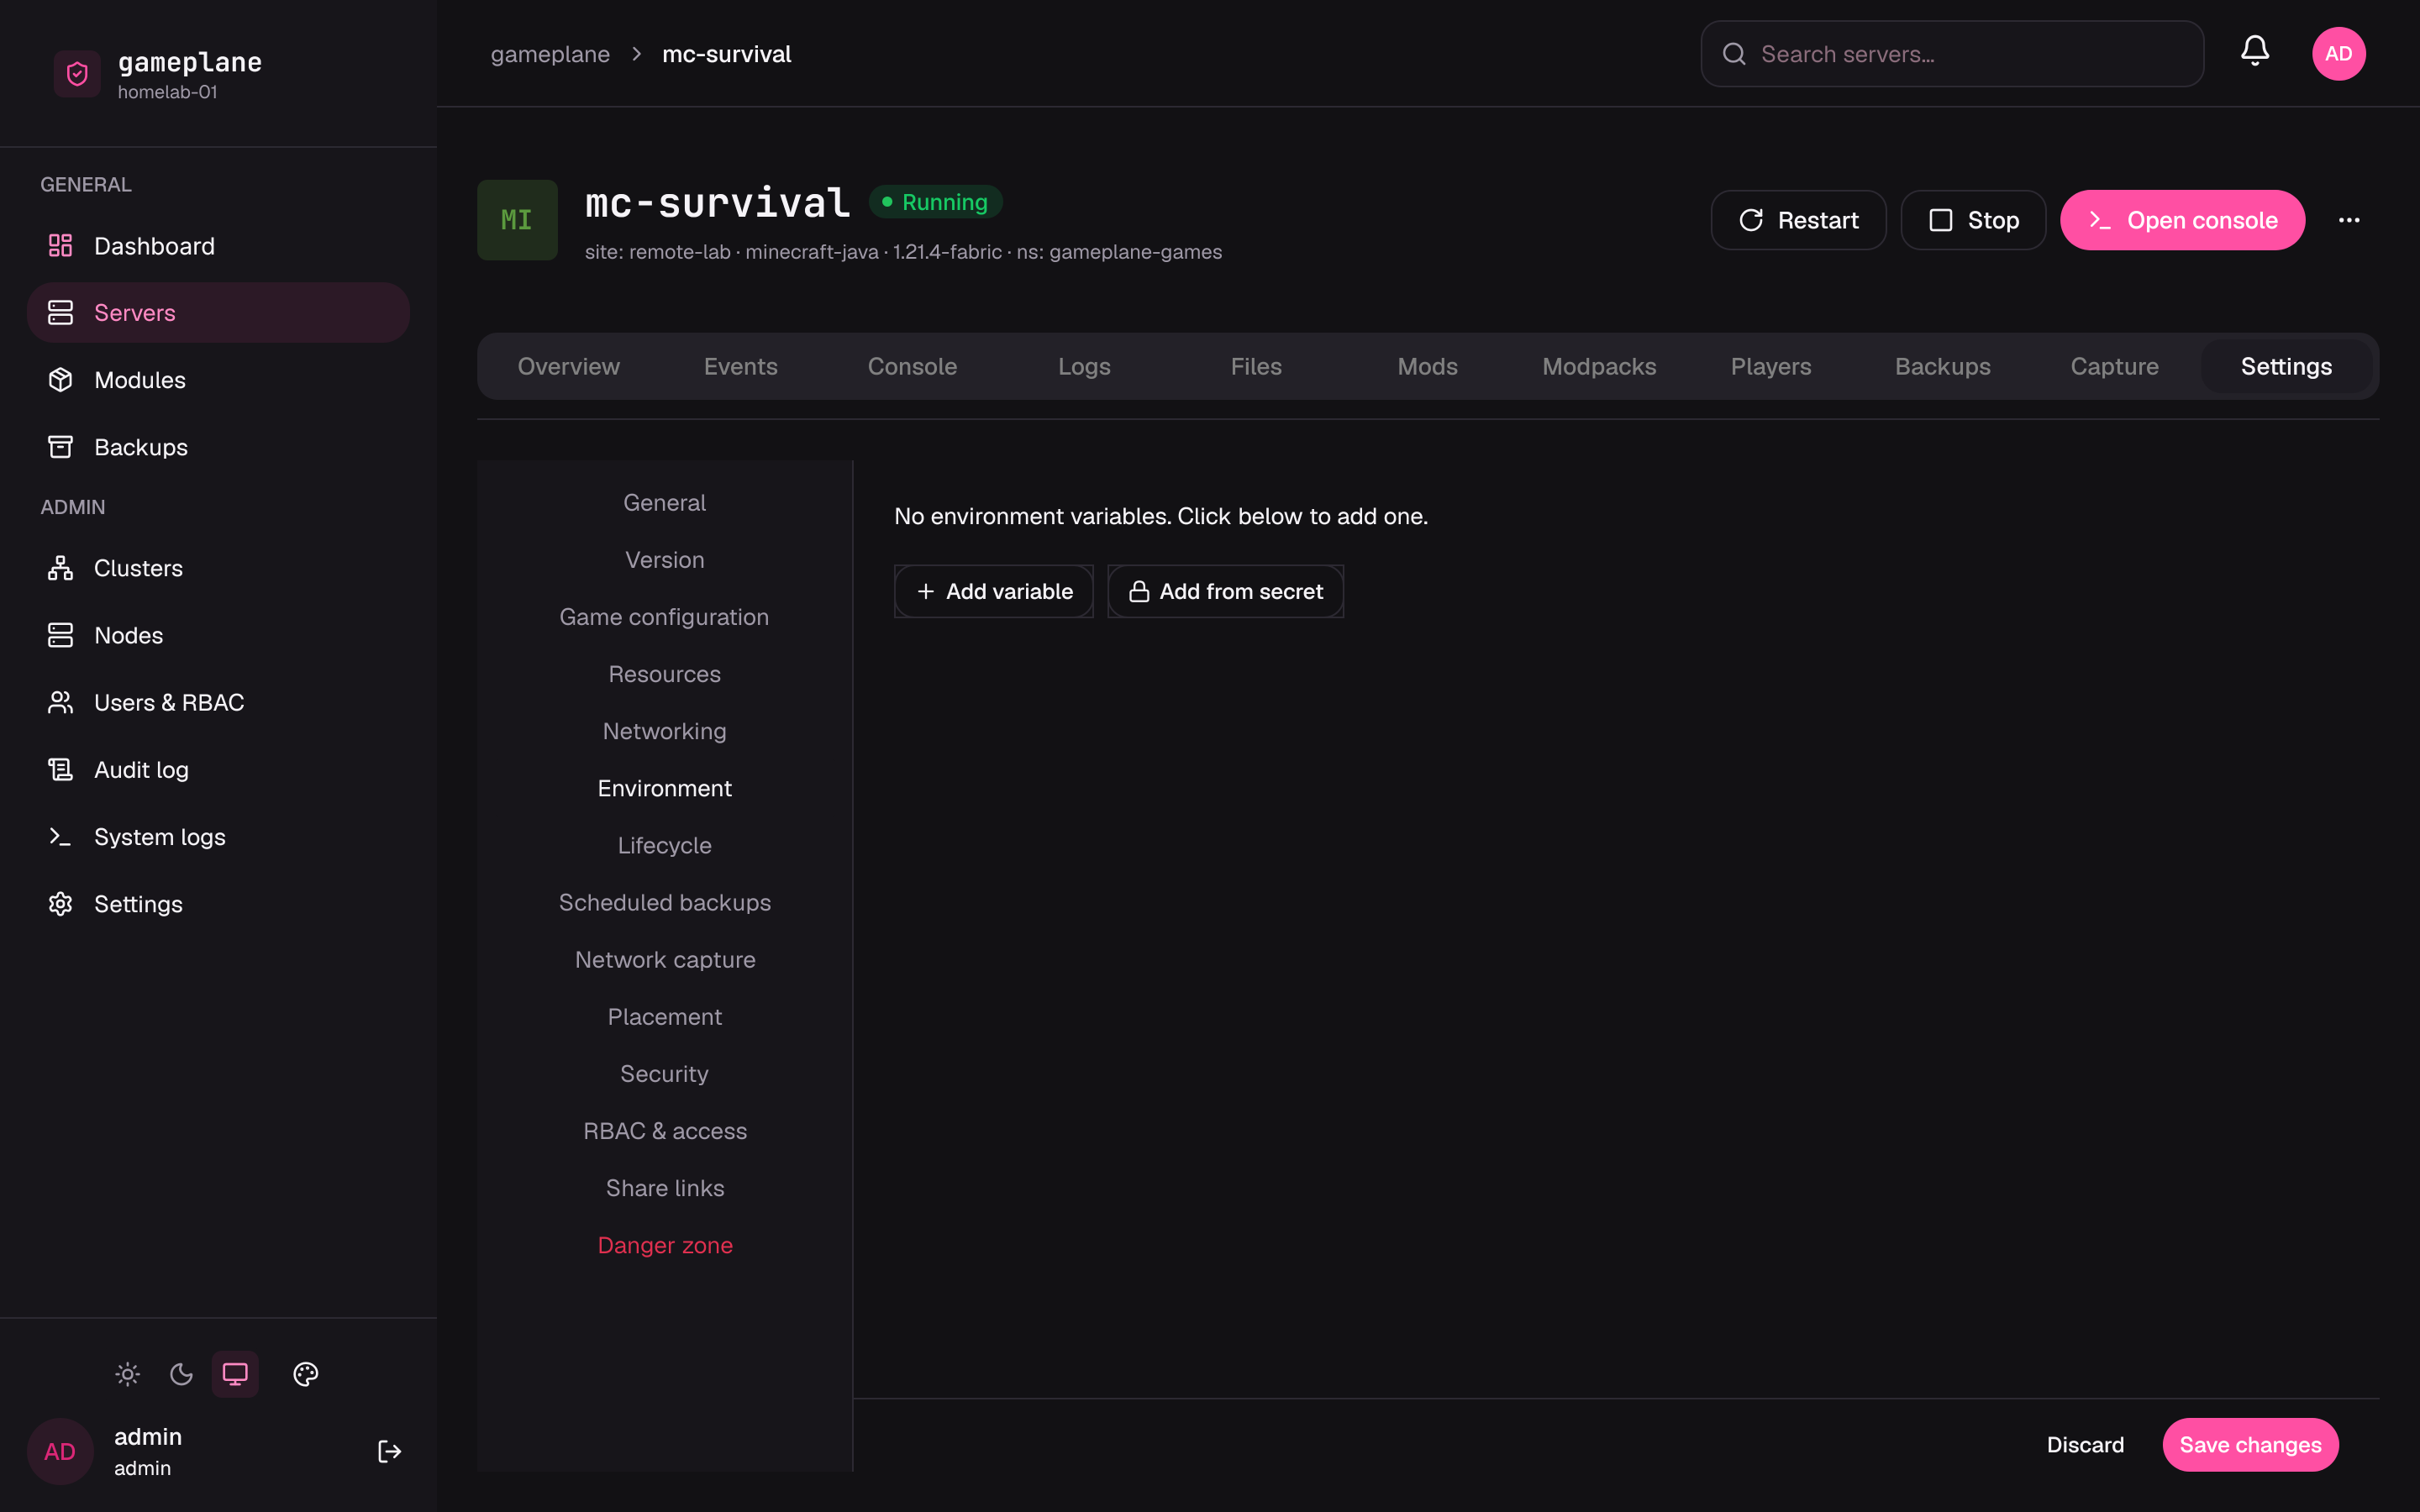 gameplane
homelab-01
GENERAL
Dashboard
Servers
Modules
Backups
ADMIN
Clusters
Nodes
Users & RBAC
Audit log
System logs
Settings
AD
admin
admin
gameplane
mc-survival
Search servers...
AD
MI
mc-survival
Running
site: remote-lab · minecraft-java · 1.21.4-fabric · ns: gameplane-games
Restart
Stop
Open console
Overview
Events
Console
Logs
Files
Mods
Modpacks
Players
Backups
Capture
Settings
General
Version
Game configuration
Resources
Networking
Environment
Lifecycle
Scheduled backups
Network capture
Placement
Security
RBAC & access
Share links
Danger zone
No environment variables. Click below to add one.
Add variable
Add from secret
Discard
Save changes